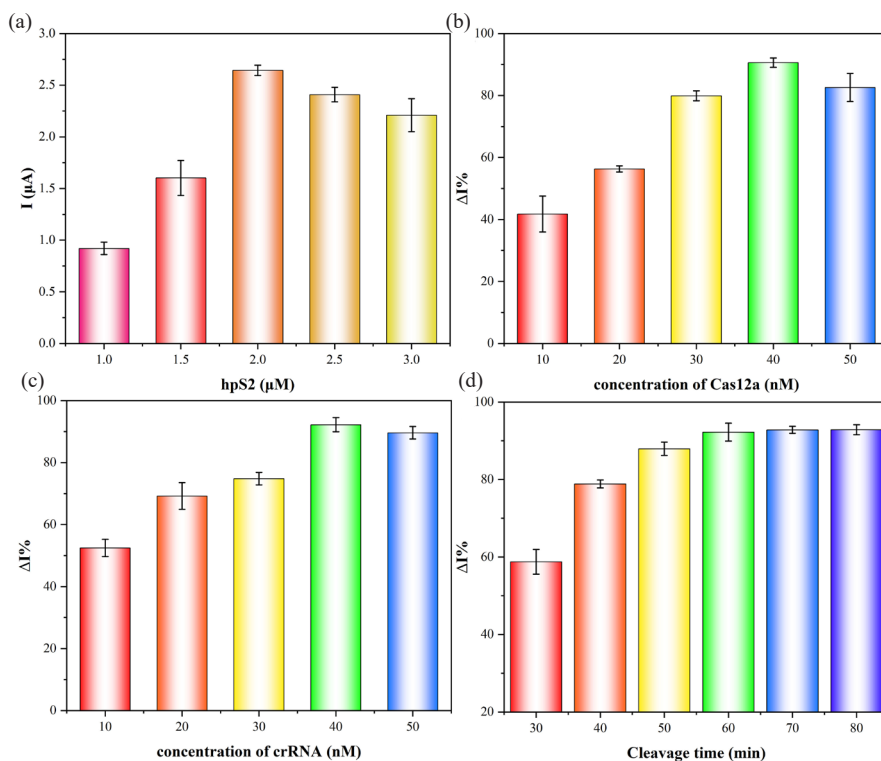 (a)
3.0
2.5
2.0
1.5
1.0
0.5
0.0
I (μA)
1.0 1.5 2.0 2.5 3.0
hpS2 (μM)
(b)
100
80
60
40
20
0
ΔI%
10 20 30 40 50
concentration of Cas12a (nM)
(c)
100
80
60
40
20
0
ΔI%
10 20 30 40 50
concentration of crRNA (nM)
(d)
100
80
60
40
20
ΔI%
30 40 50 60 70 80
Cleavage time (min)